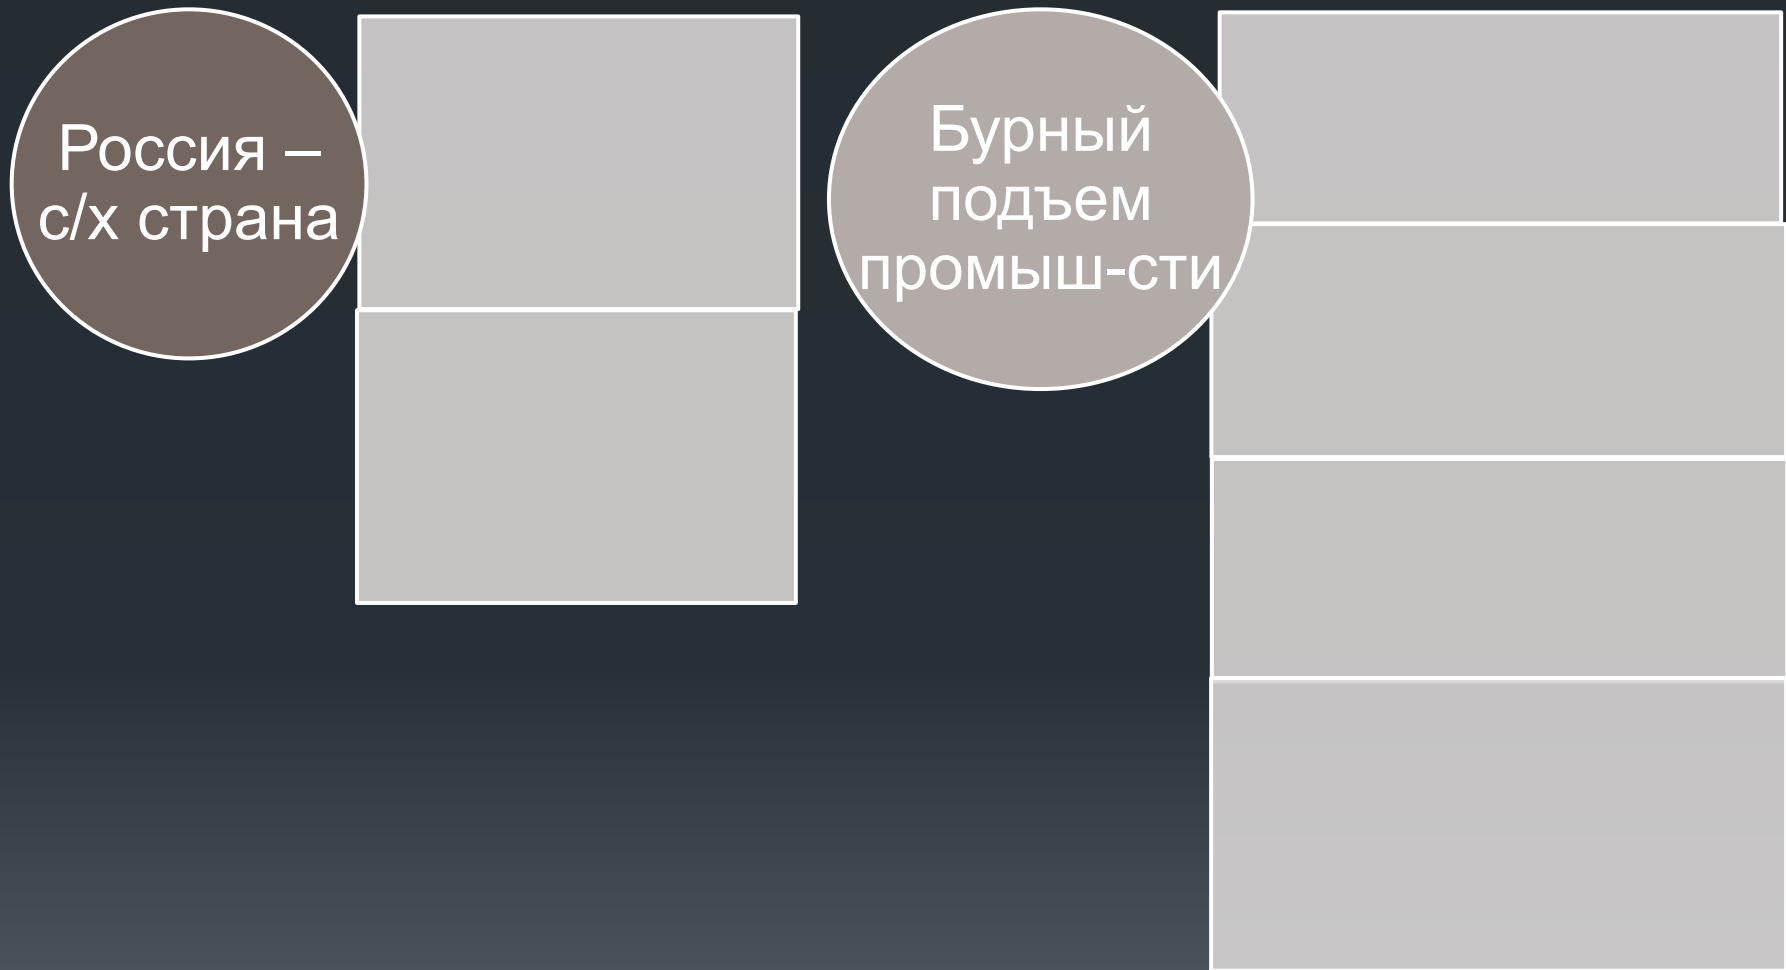 Россия –
с/х страна
Бурный
подъем
промыш-сти